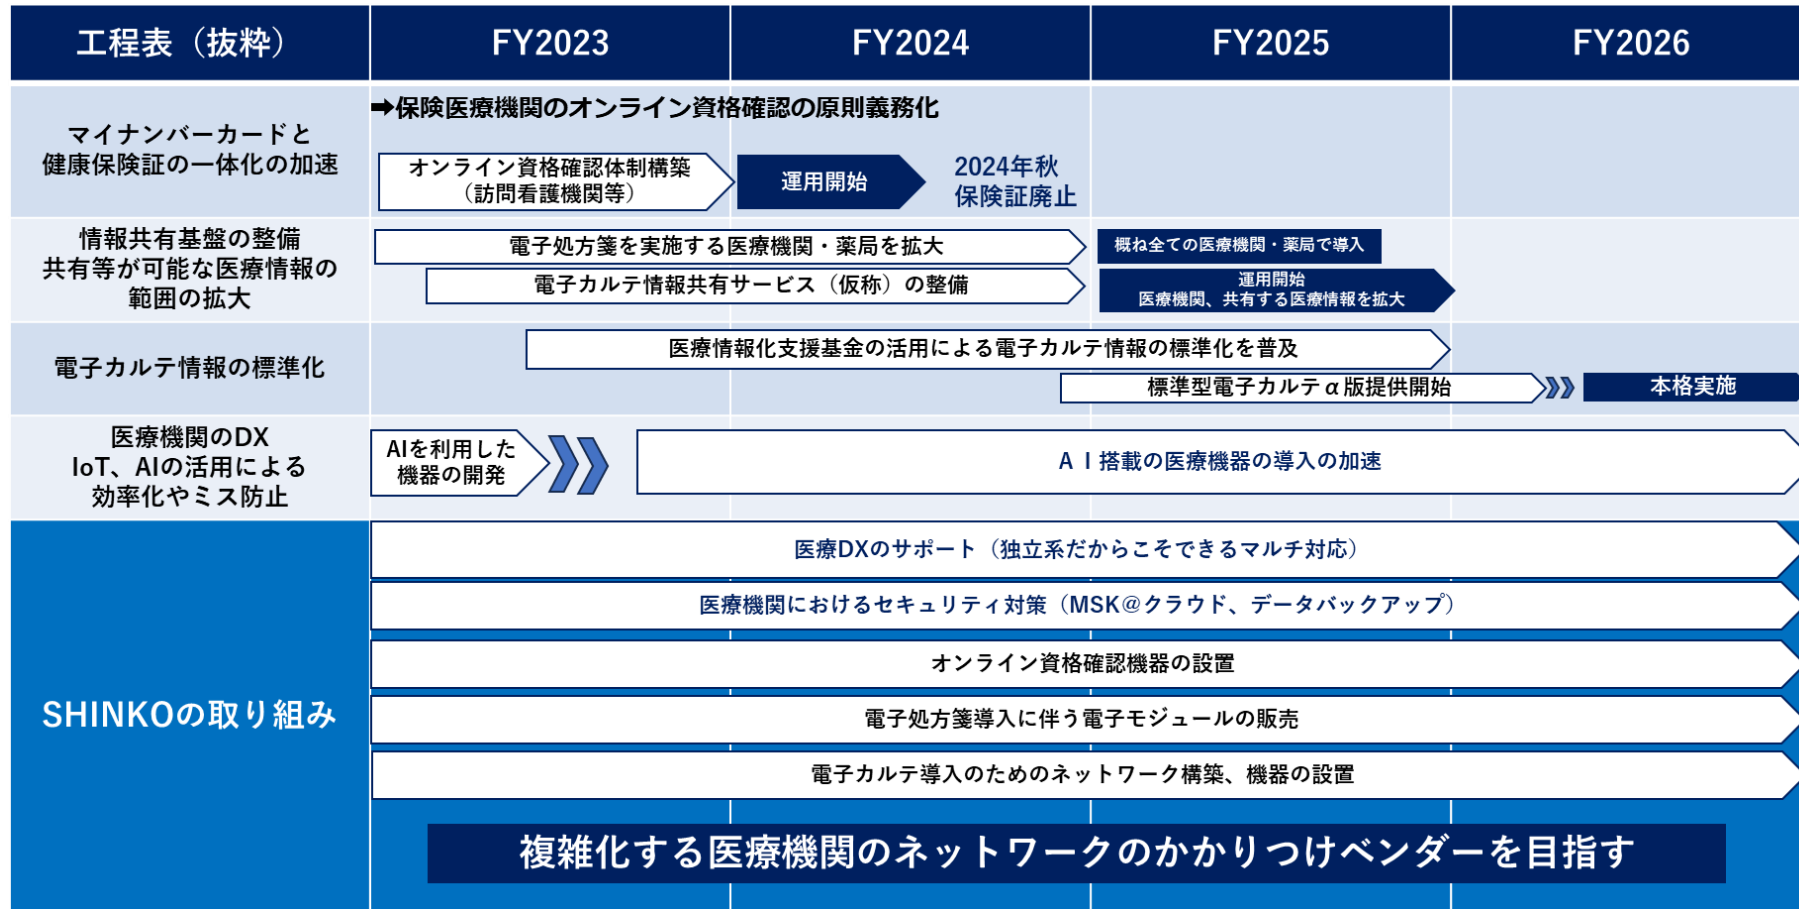 工程表（抜粋）
FY2023
FY2024
FY2025
FY2026
マイナンバーカードと
健康保険証の一体化の加速
➡保険医療機関のオンライン資格確認の原則義務化
オンライン資格確認体制構築
（訪問看護機関等）
運用開始
2024年秋
保険証廃止
情報共有基盤の整備
共有等が可能な医療情報の
範囲の拡大
電子処方箋を実施する医療機関・薬局を拡大
概ね全ての医療機関・薬局で導入
電子カルテ情報共有サービス（仮称）の整備
運用開始
医療機関、共有する医療情報を拡大
電子カルテ情報の標準化
医療情報化支援基金の活用による電子カルテ情報の標準化を普及
標準型電子カルテα版提供開始
本格実施
医療機関のDX
IoT、AIの活用による
効率化やミス防止
AIを利用した
機器の開発
ＡＩ搭載の医療機器の導入の加速
SHINKOの取り組み
医療DXのサポート（独立系だからこそできるマルチ対応）
医療機関におけるセキュリティ対策（MSK＠クラウド、データバックアップ）
オンライン資格確認機器の設置
電子処方箋導入に伴う電子モジュールの販売
電子カルテ導入のためのネットワーク構築、機器の設置
複雑化する医療機関のネットワークのかかりつけベンダーを目指す